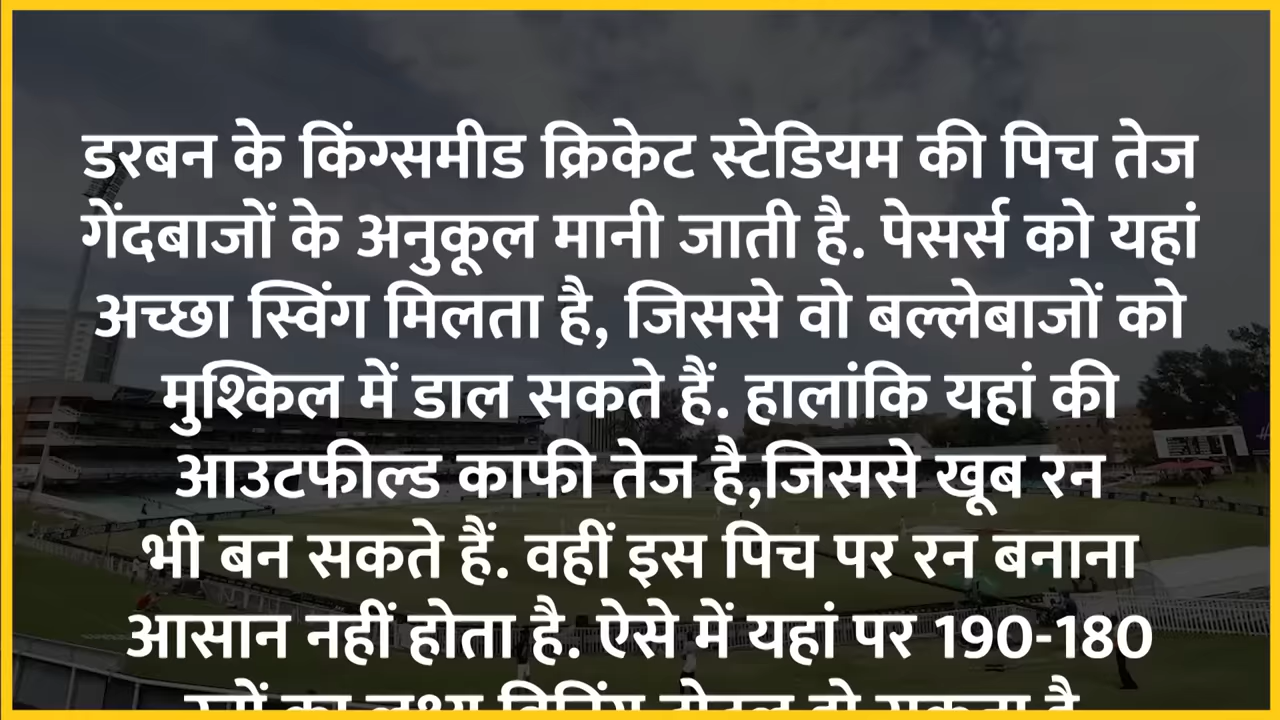 डरबन के किंग्समीड क्रिकेट स्टेडियम की पिच तेज
गेंदबाजों के अनुकूल मानी जाती है. पेसर्स को यहां
अच्छा स्विंग मिलता है, जिससे वो बल्लेबाजों को
मुश्किल में डाल सकते हैं. हालांकि यहां की
आउटफील्ड काफी तेज है,जिससे खूब रन
भी बन सकते हैं. वहीं इस पिच पर रन बनाना
आसान नहीं होता है. ऐसे में यहां पर 190-180